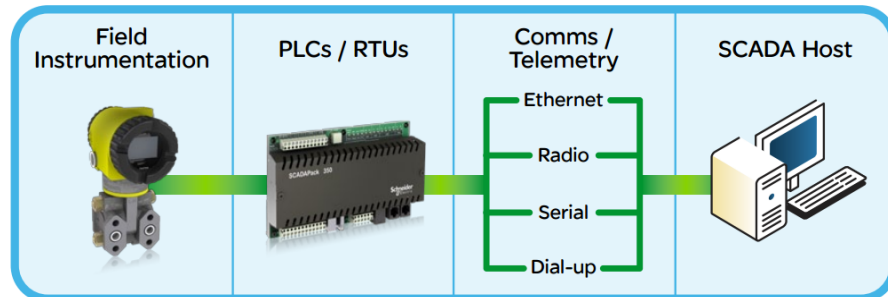 Field
Instrumentation
PLCs / RTUs
Comms /
Telemetry
SCADA Host
Ethernet
Radio
Serial
Dial-up
SCADAPack 350
Schneider